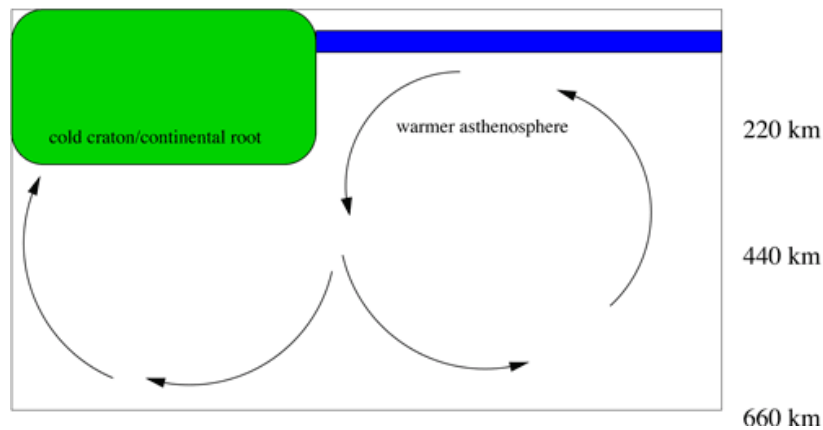 warmer asthenosphere
220 km
cold craton/continental root
440 km
660 km